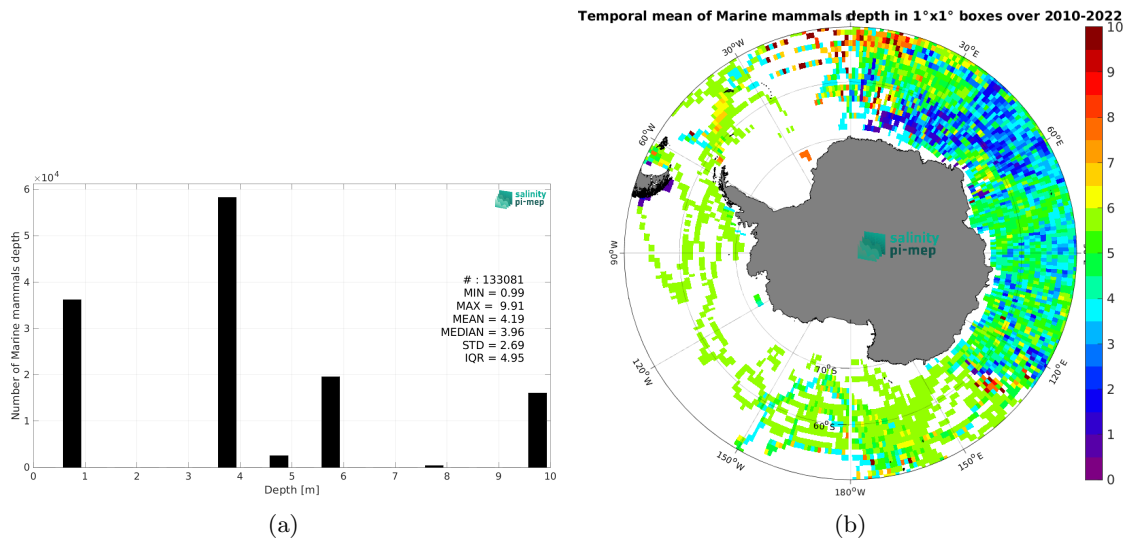 ×10⁴
6
5
4
3
2
1
0
Number of Marine mammals depth
salinity
pi-mep
# : 133081
MIN = 0.99
MAX = 9.91
MEAN = 4.19
MEDIAN = 3.96
STD = 2.69
IQR = 4.95
0 1 2 3 4 5 6 7 8 9 10
Depth [m]
(a)
Temporal mean of Marine mammals depth in 1°x1° boxes over 2010-2022
30°W
0°
30°E
60°W
60°E
90°W
120°W
120°E
150°W
150°E
180°W
70°S
60°S
salinity
pi-mep
10
9
8
7
6
5
4
3
2
1
0
(b)